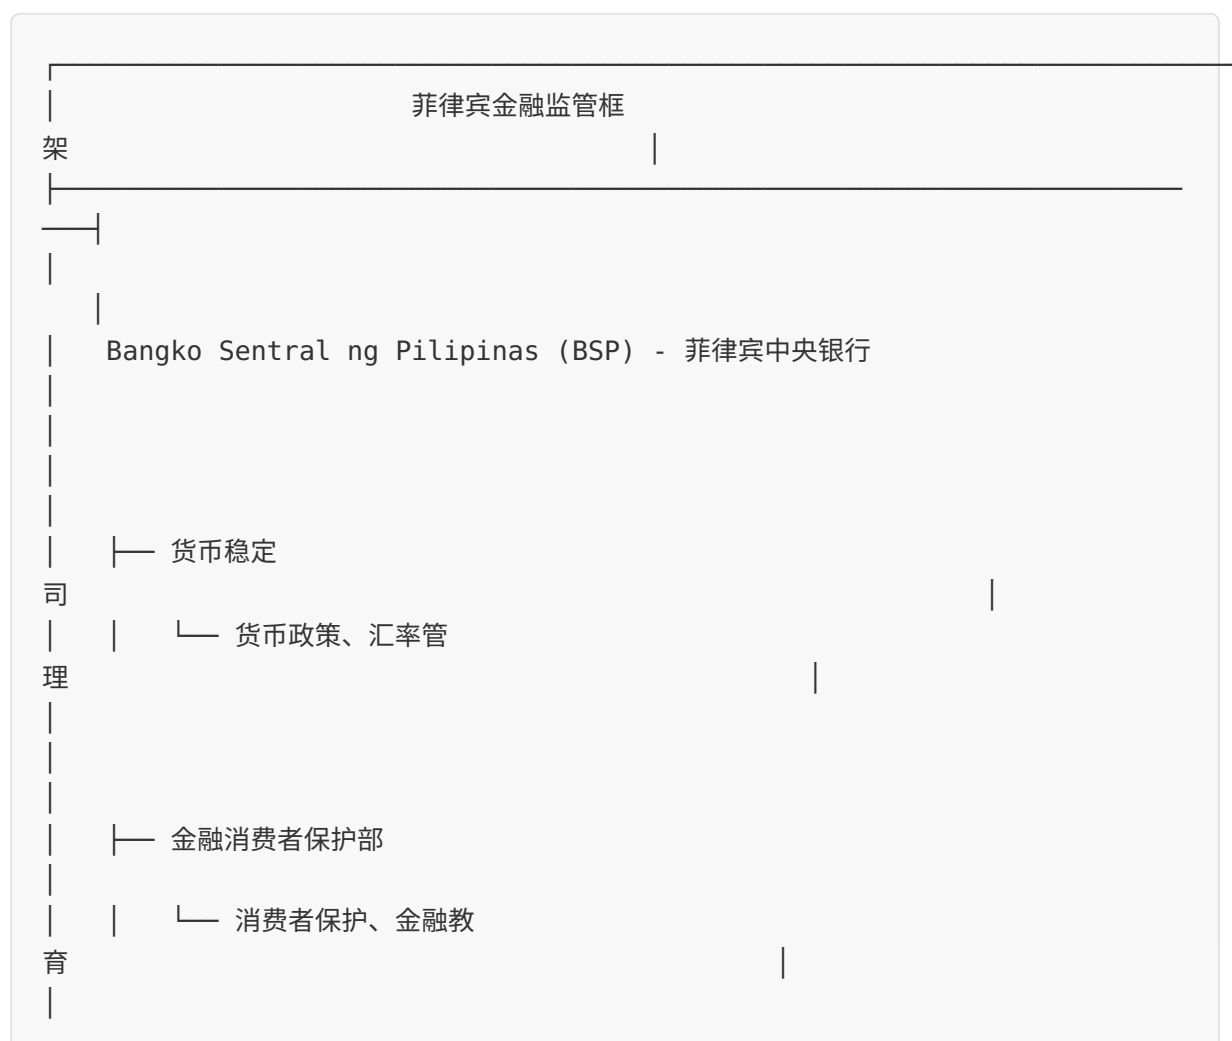 菲律宾金融监管框
架
Bangko Sentral ng Pilipinas (BSP) - 菲律宾中央银行
├── 货币稳定
司
│ └── 货币政策、汇率管
理
├── 金融消费者保护部
│ └── 消费者保护、金融教
育